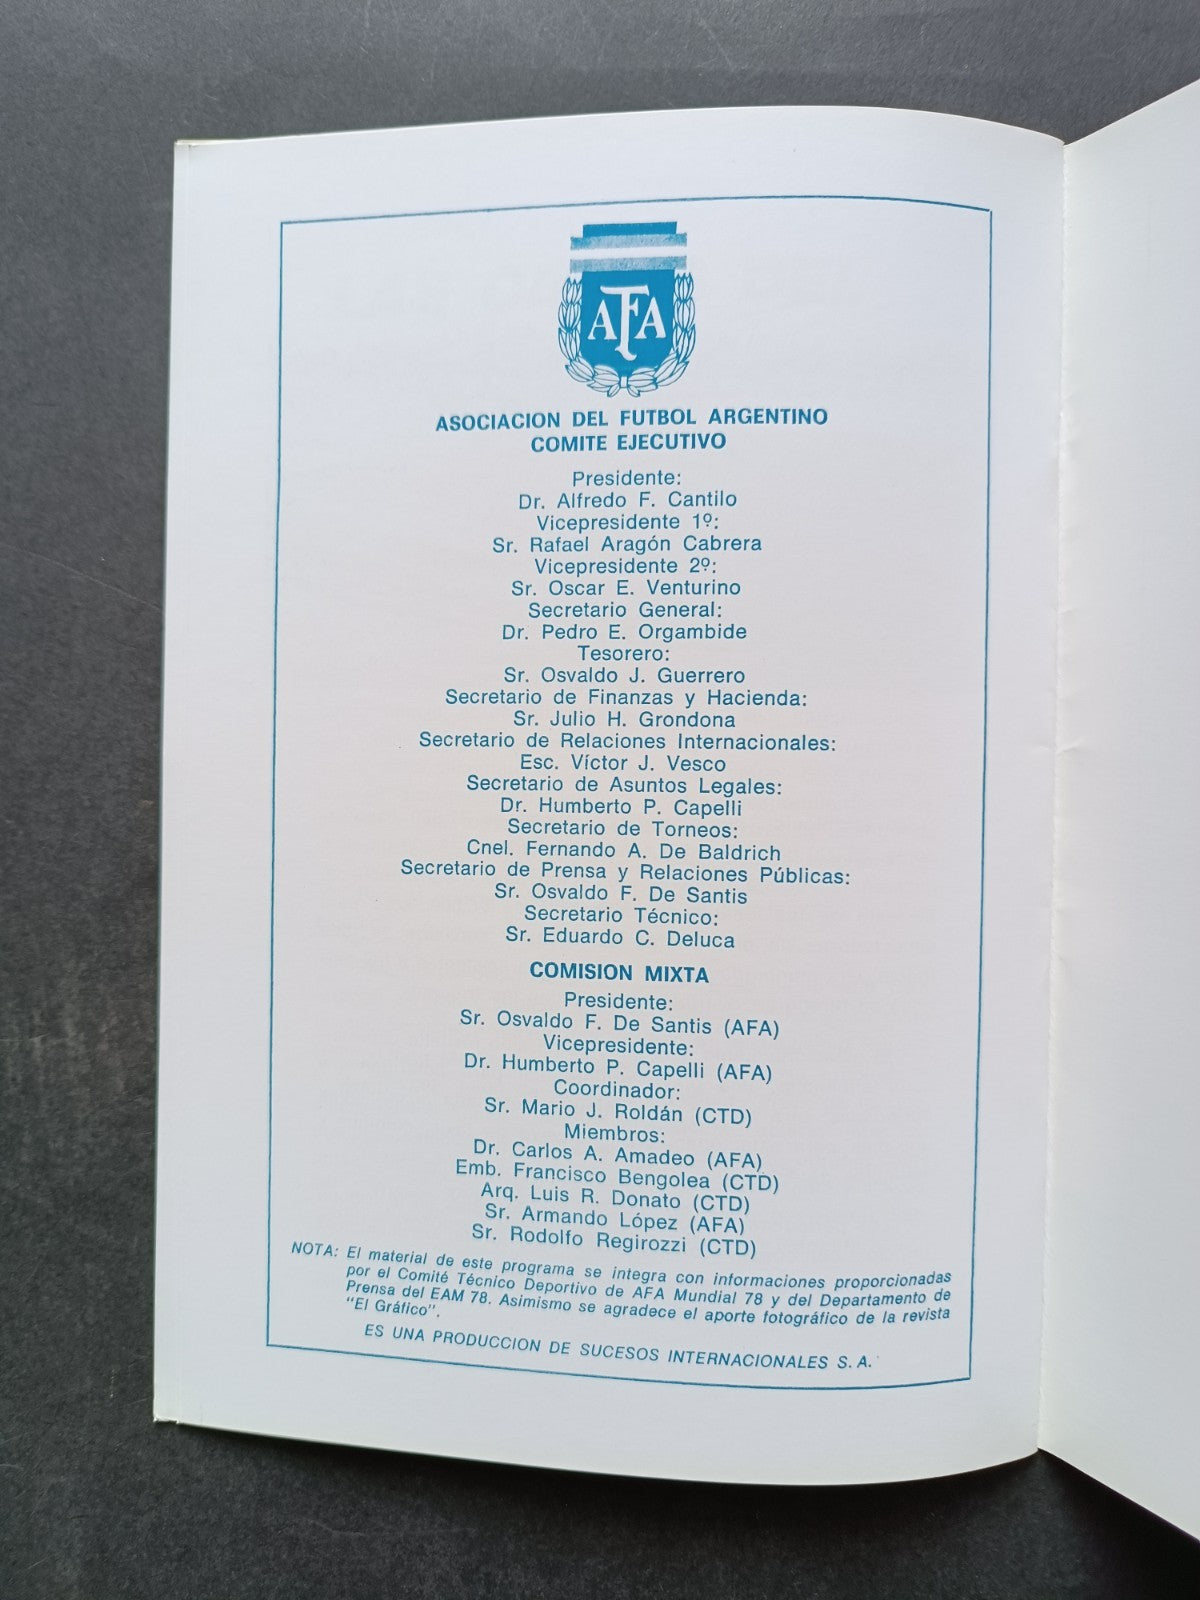 AFA
ASOCIACION DEL FUTBOL ARGENTINO
COMITE EJECUTIVO
Presidente:
Dr. Alfredo F. Cantilo
Vicepresidente 1º:
Sr. Rafael Aragón Cabrera
Vicepresidente 2º:
Sr. Oscar E. Venturino
Secretario General:
Dr. Pedro E. Orgambide
Tesorero:
Sr. Osvaldo J. Guerrero
Secretario de Finanzas y Hacienda:
Sr. Julio H. Grondona
Secretario de Relaciones Internacionales:
Esc. Víctor J. Vesco
Secretario de Asuntos Legales:
Dr. Humberto P. Capelli
Secretario de Torneos:
Cnel. Fernando A. De Baldrich
Secretario de Prensa y Relaciones Públicas:
Sr. Osvaldo F. De Santis
Secretario Técnico:
Sr. Eduardo C. Deluca
COMISION MIXTA
Presidente:
Sr. Osvaldo F. De Santis (AFA)
Vicepresidente:
Dr. Humberto P. Capelli (AFA)
Coordinador:
Sr. Mario J. Roldán (CTD)
Miembros:
Dr. Carlos A. Amadeo (AFA)
Emb. Francisco Bengolea (CTD)
Arq. Luis R. Donato (CTD)
Sr. Armando López (AFA)
Sr. Rodolfo Regirozzi (CTD)
NOTA: El material de este programa se integra con informaciones proporcionadas
por el Comité Técnico Deportivo de AFA Mundial 78 y del Departamento de
Prensa del EAM 78. Asimismo se agradece el aporte fotográfico de la revista
"El Gráfico".
ES UNA PRODUCCION DE SUCESOS INTERNACIONALES S.A.